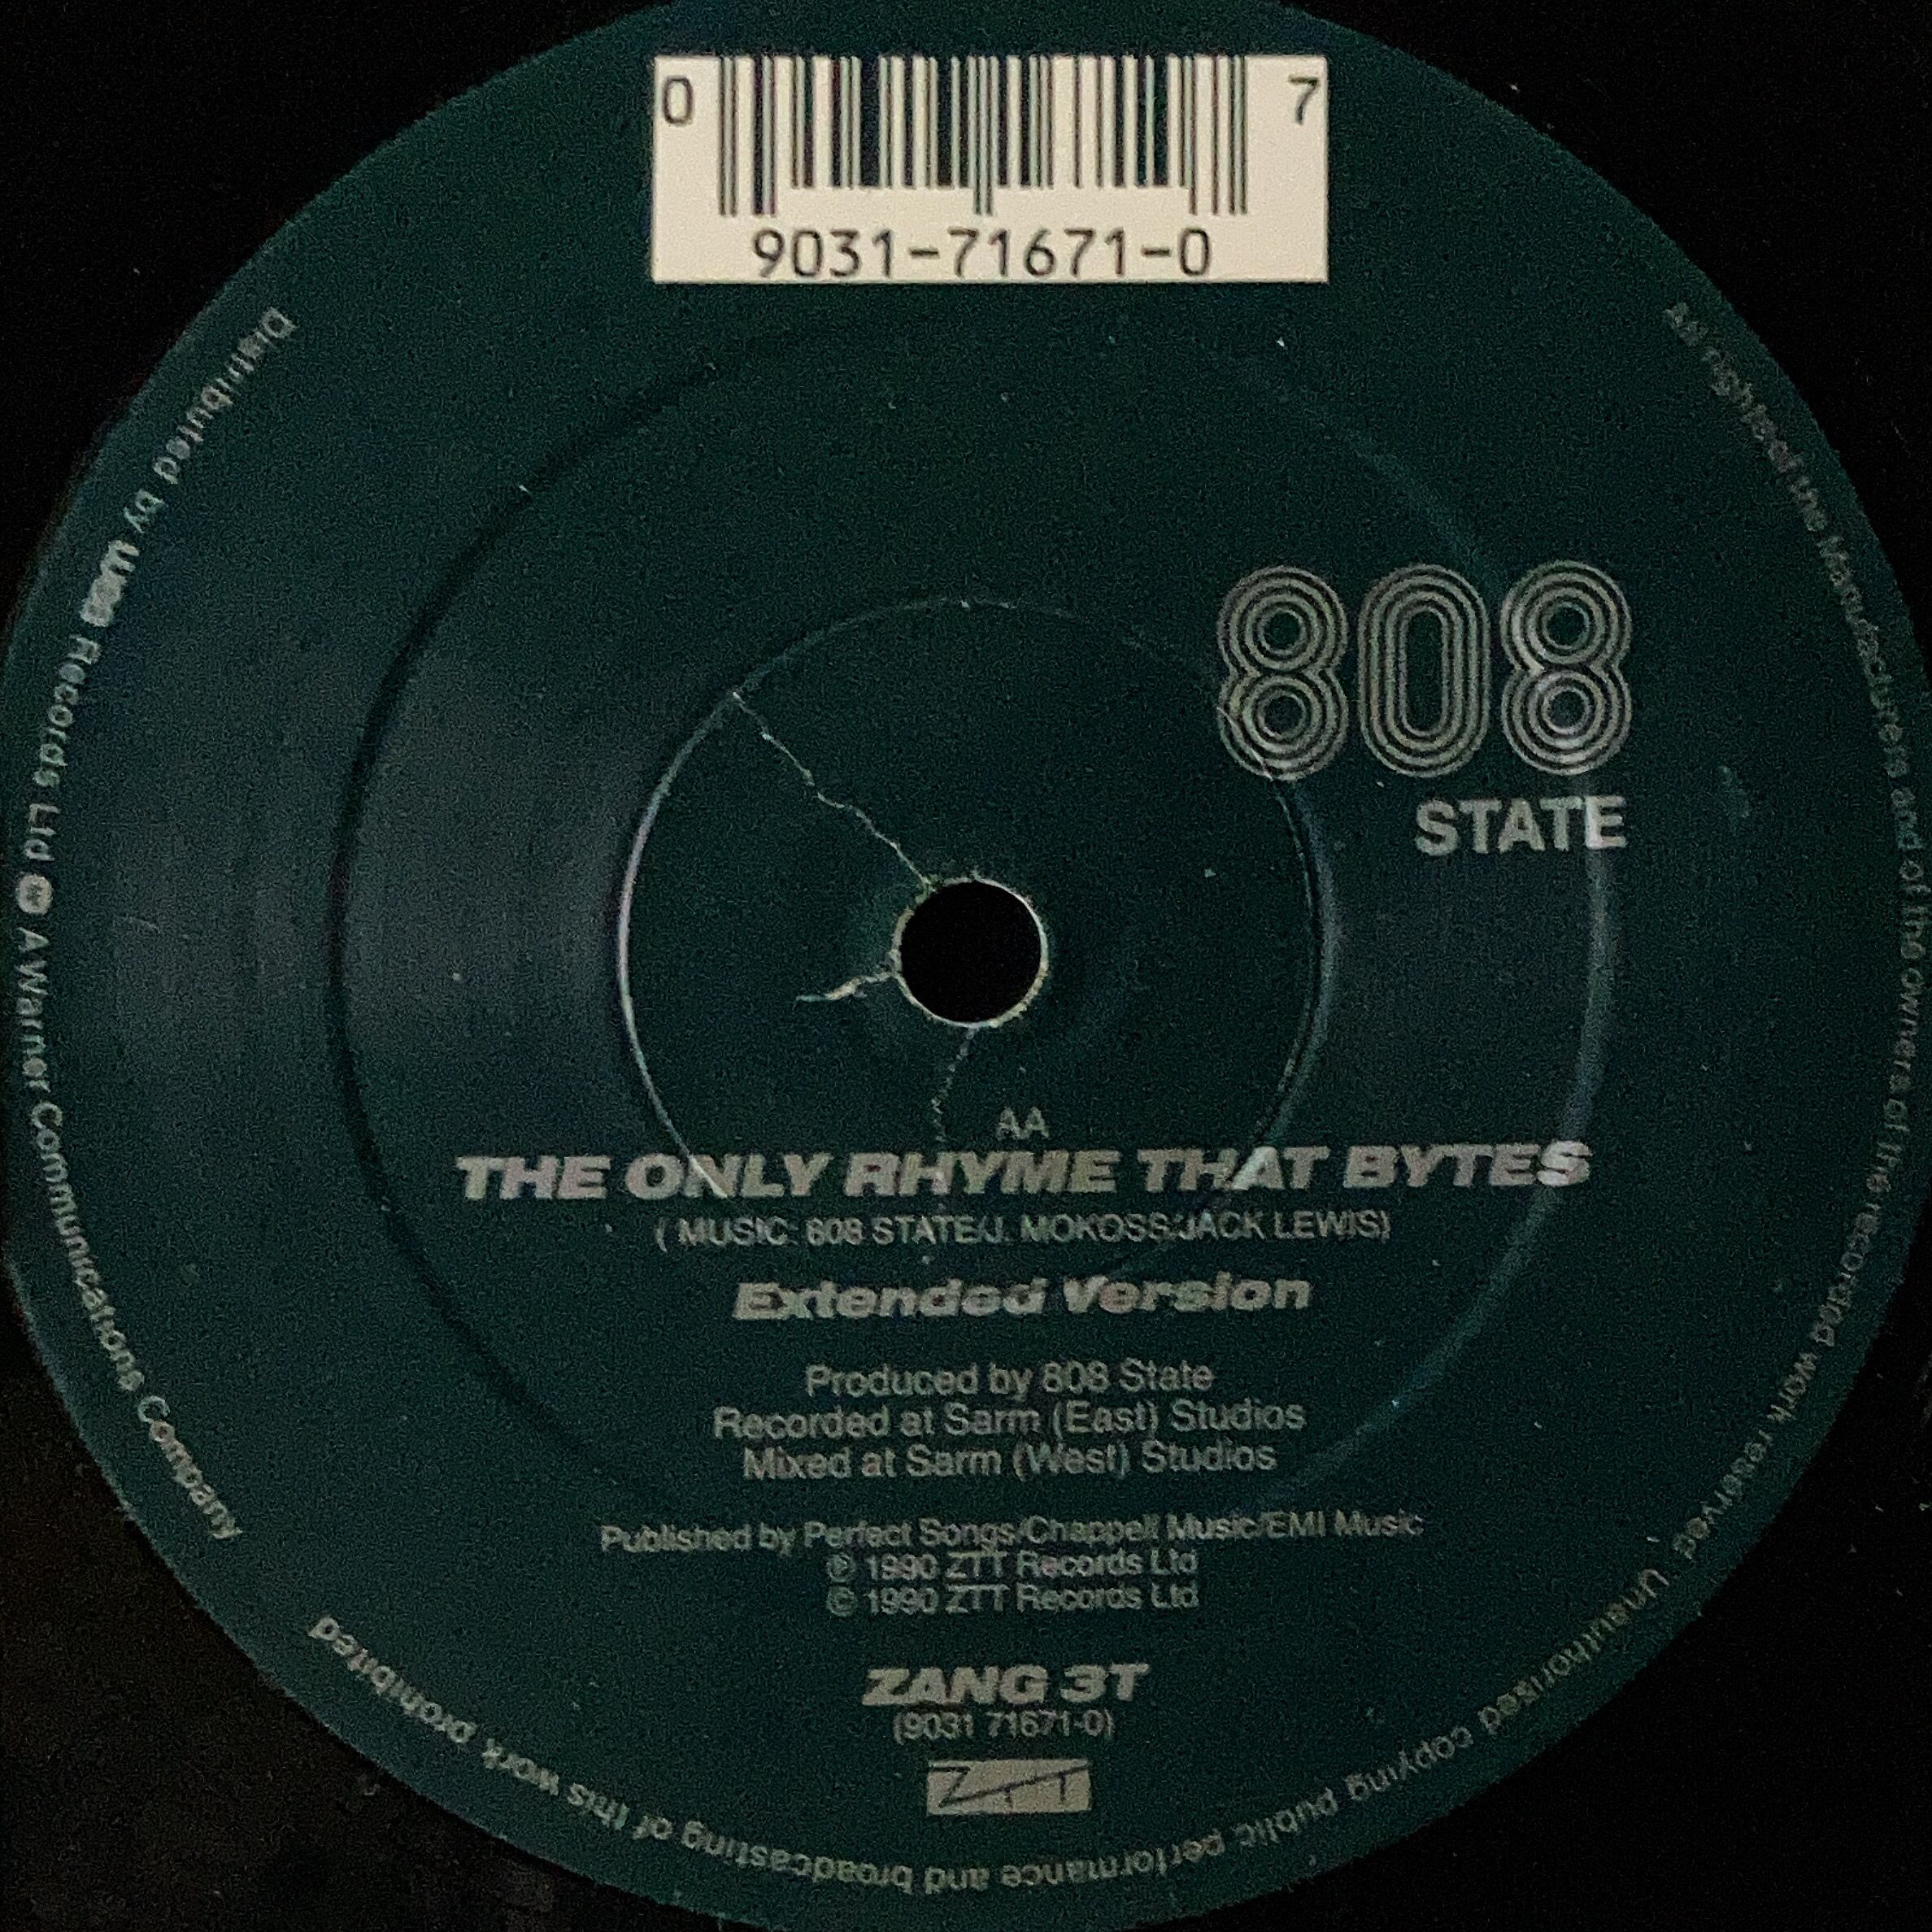 0 7
9031-71671-0
808
STATE
AA
THE ONLY RHYME THAT BYTES
( MUSIC: 808 STATE/J. MOKOSS/JACK LEWIS)
Extended Version
Produced by 808 State
Recorded at Sarm (East) Studios
Mixed at Sarm (West) Studios
Published by Perfect Songs/Chappell Music/EMI Music
℗ 1990 ZTT Records Ltd
© 1990 ZTT Records Ltd
ZANG 3T
(9031 71671-0)
ZTT
Distributed by wea Records Ltd A Warner Communications Company
All rights of the Manufacturers and of the owners of the recorded work reserved Unauthorised copying public performance and broadcasting of this work prohibited